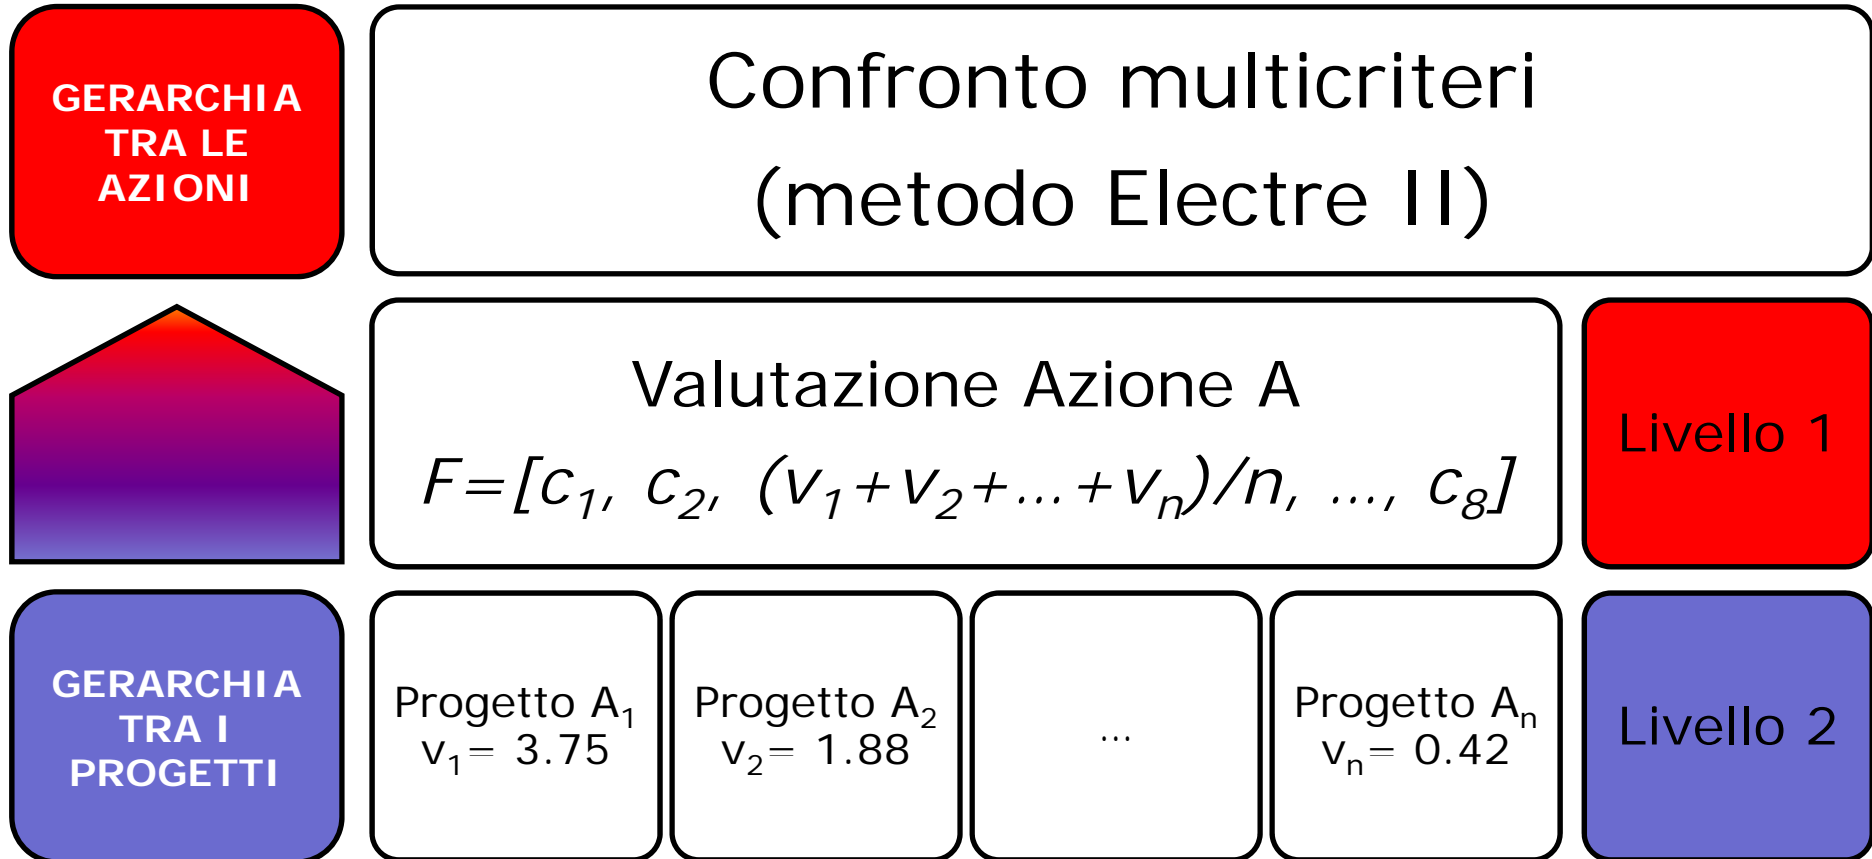 GERARCHIA
TRA LE
AZIONI
Confronto multicriteri
(metodo Electre II)
Valutazione Azione A
F=[c₁, c₂, (v₁+v₂+...+vₙ)/n, ..., c₈]
Livello 1
GERARCHIA
TRA I
PROGETTI
Progetto A₁
v₁= 3.75
Progetto A₂
v₂= 1.88
...
Progetto Aₙ
vₙ= 0.42
Livello 2